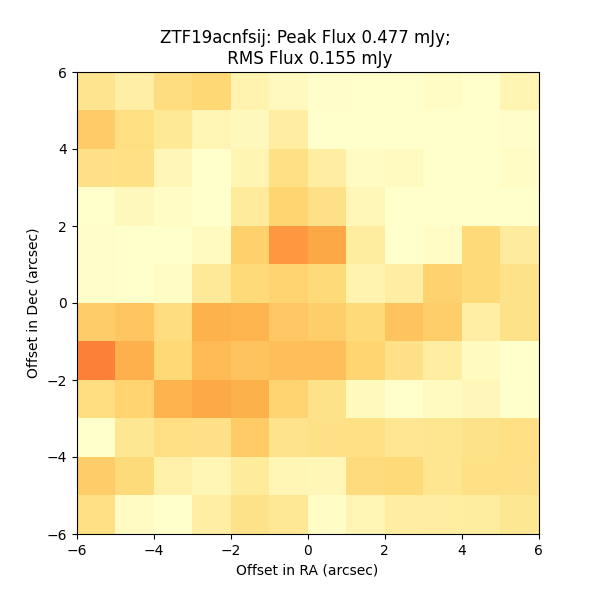 ZTF19acnfsij: Peak Flux 0.477 mJy;
RMS Flux 0.155 mJy
6
4
2
0
−2
−4
−6
Offset in Dec (arcsec)
−6 −4 −2 0 2 4 6
Offset in RA (arcsec)